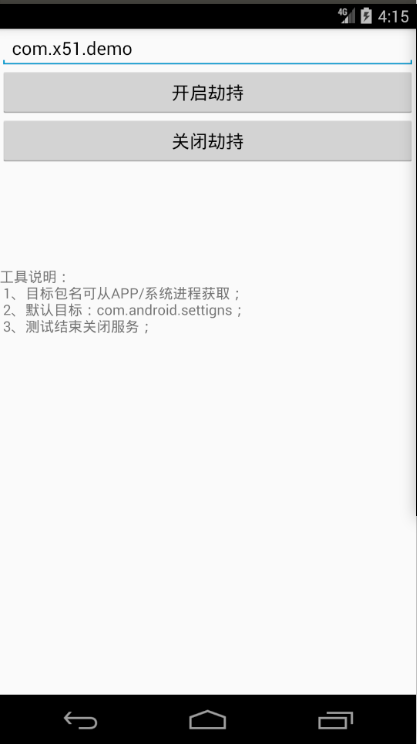 4G 4:15
com.x51.demo
开启劫持
关闭劫持
工具说明：
1、目标包名可从APP/系统进程获取；
2、默认目标：com.android.settigns；
3、测试结束关闭服务；